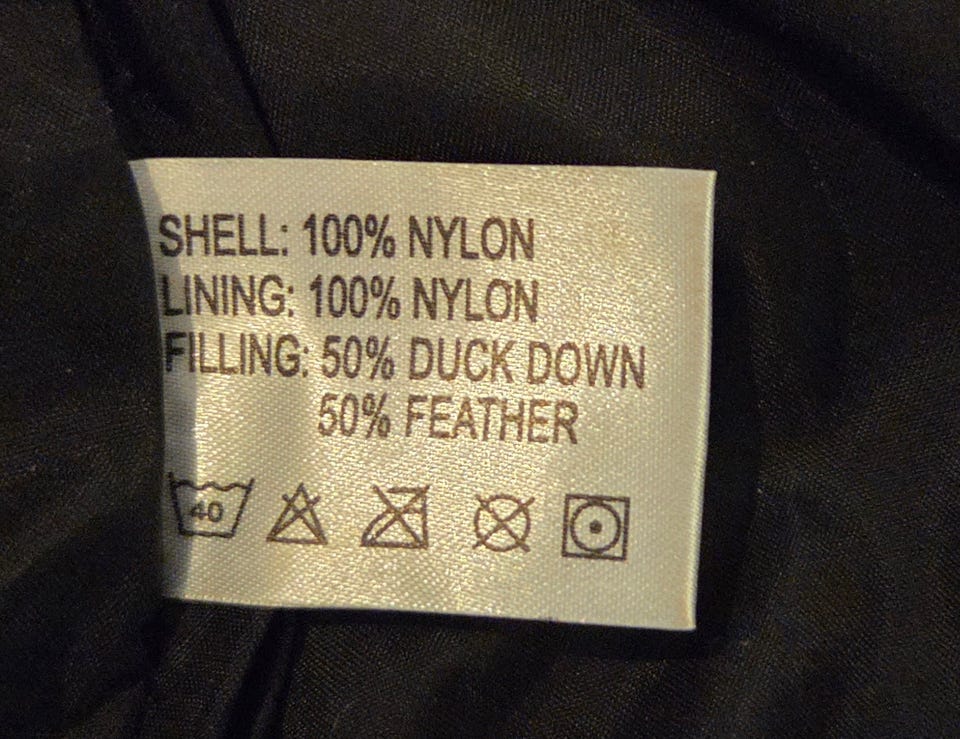 SHELL: 100% NYLON
LINING: 100% NYLON
FILLING: 50% DUCK DOWN
50% FEATHER
40